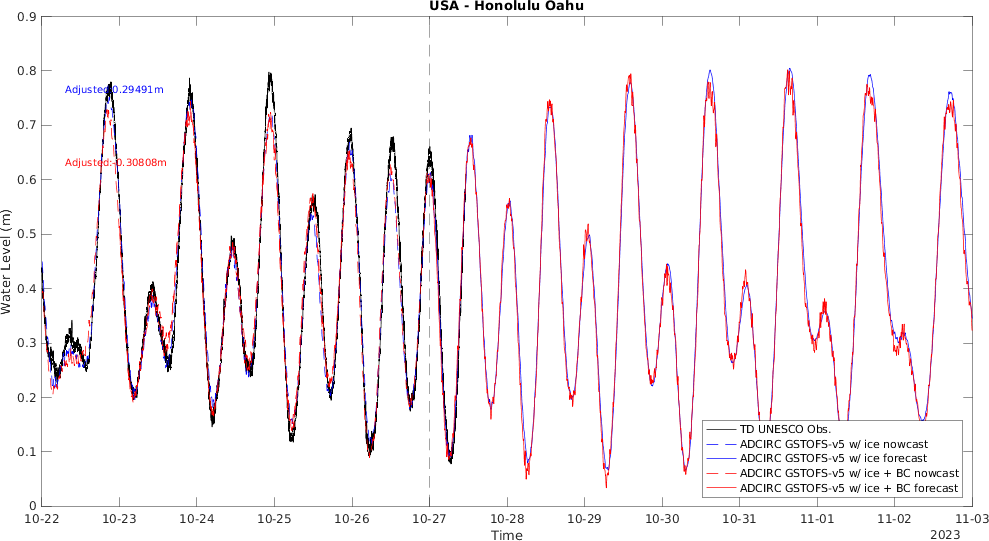 USA - Honolulu Oahu
0.9
0.8
0.7
0.6
0.5
0.4
0.3
0.2
0.1
0
Water Level (m)
Adjusted:0.29491m
Adjusted:-0.30808m
TD UNESCO Obs.
ADCIRC GSTOFS-v5 w/ ice nowcast
ADCIRC GSTOFS-v5 w/ ice forecast
ADCIRC GSTOFS-v5 w/ ice + BC nowcast
ADCIRC GSTOFS-v5 w/ ice + BC forecast
10-22 10-23 10-24 10-25 10-26 10-27 10-28 10-29 10-30 10-31 11-01 11-02 11-03
Time
2023